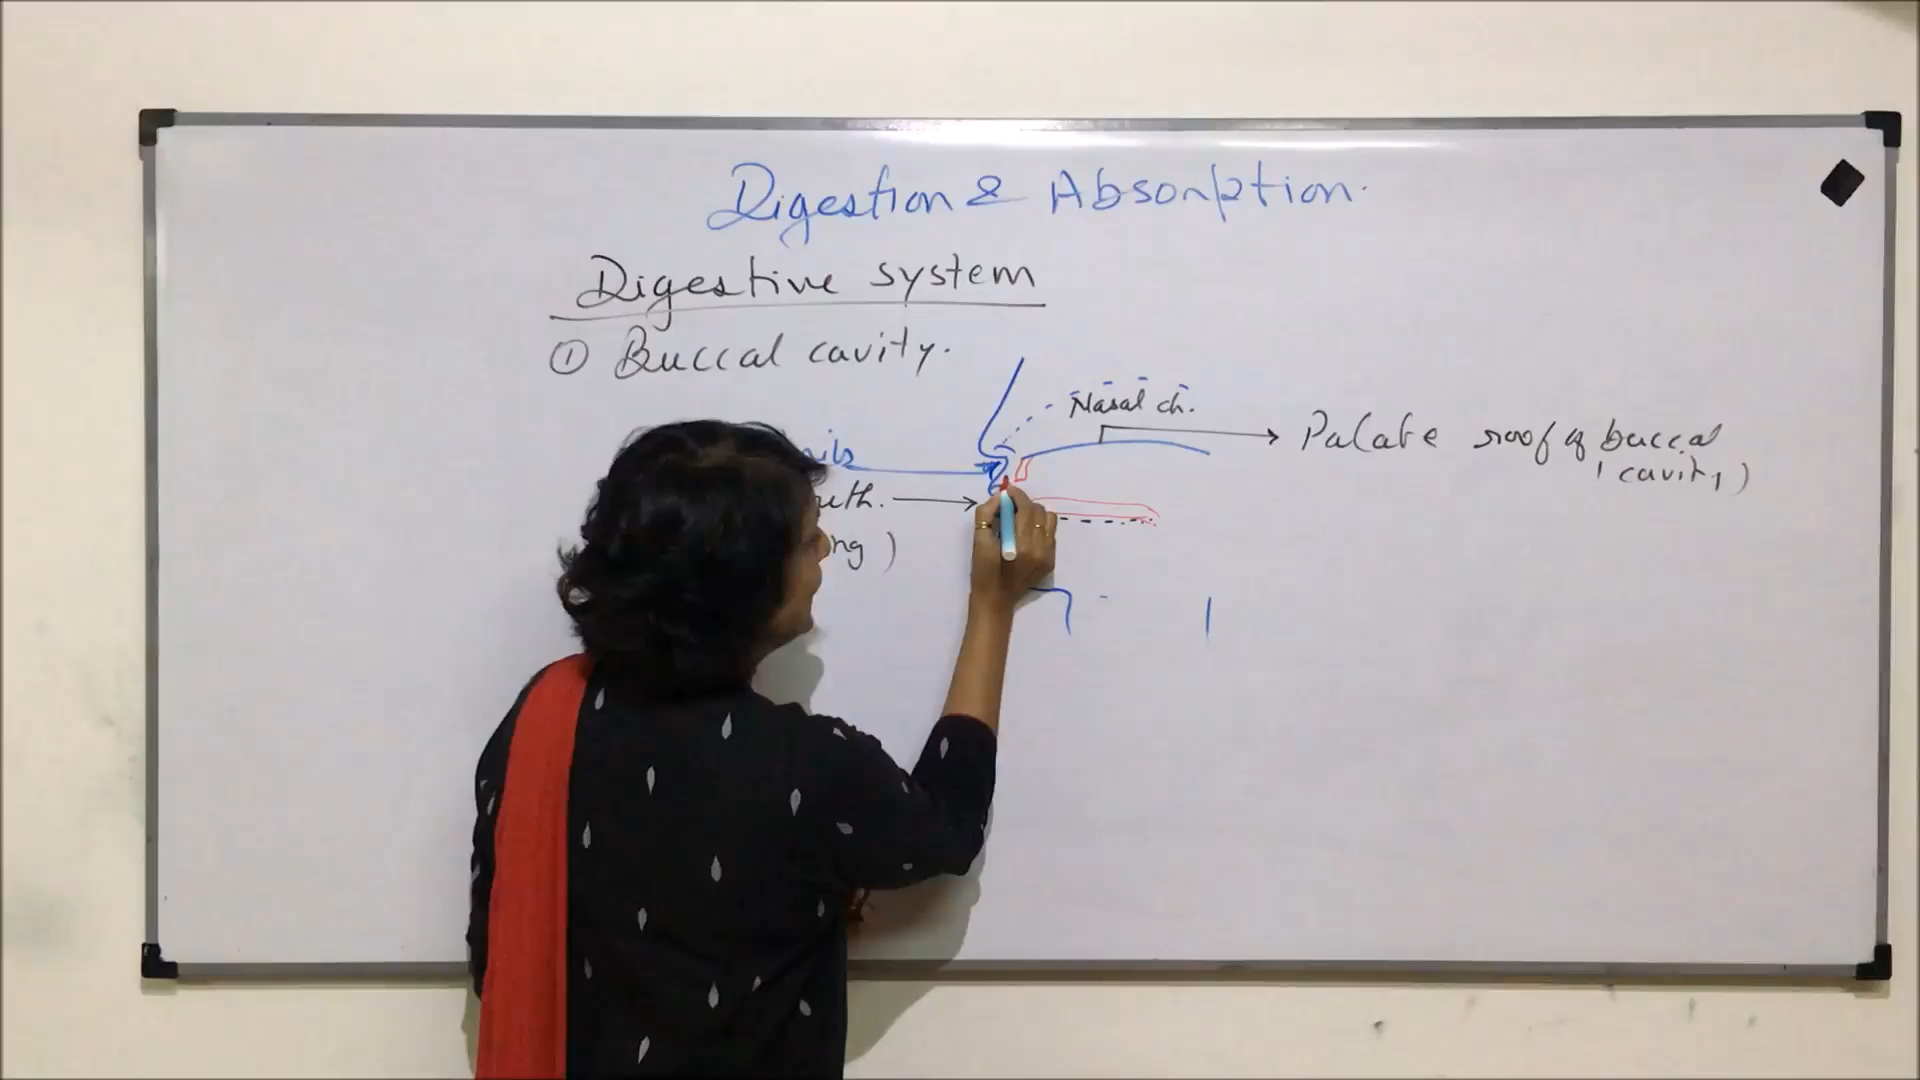 Digestion & Absorption.
Digestive system
① Buccal cavity.
Nasal ch.
Palate roof of buccal
cavity)